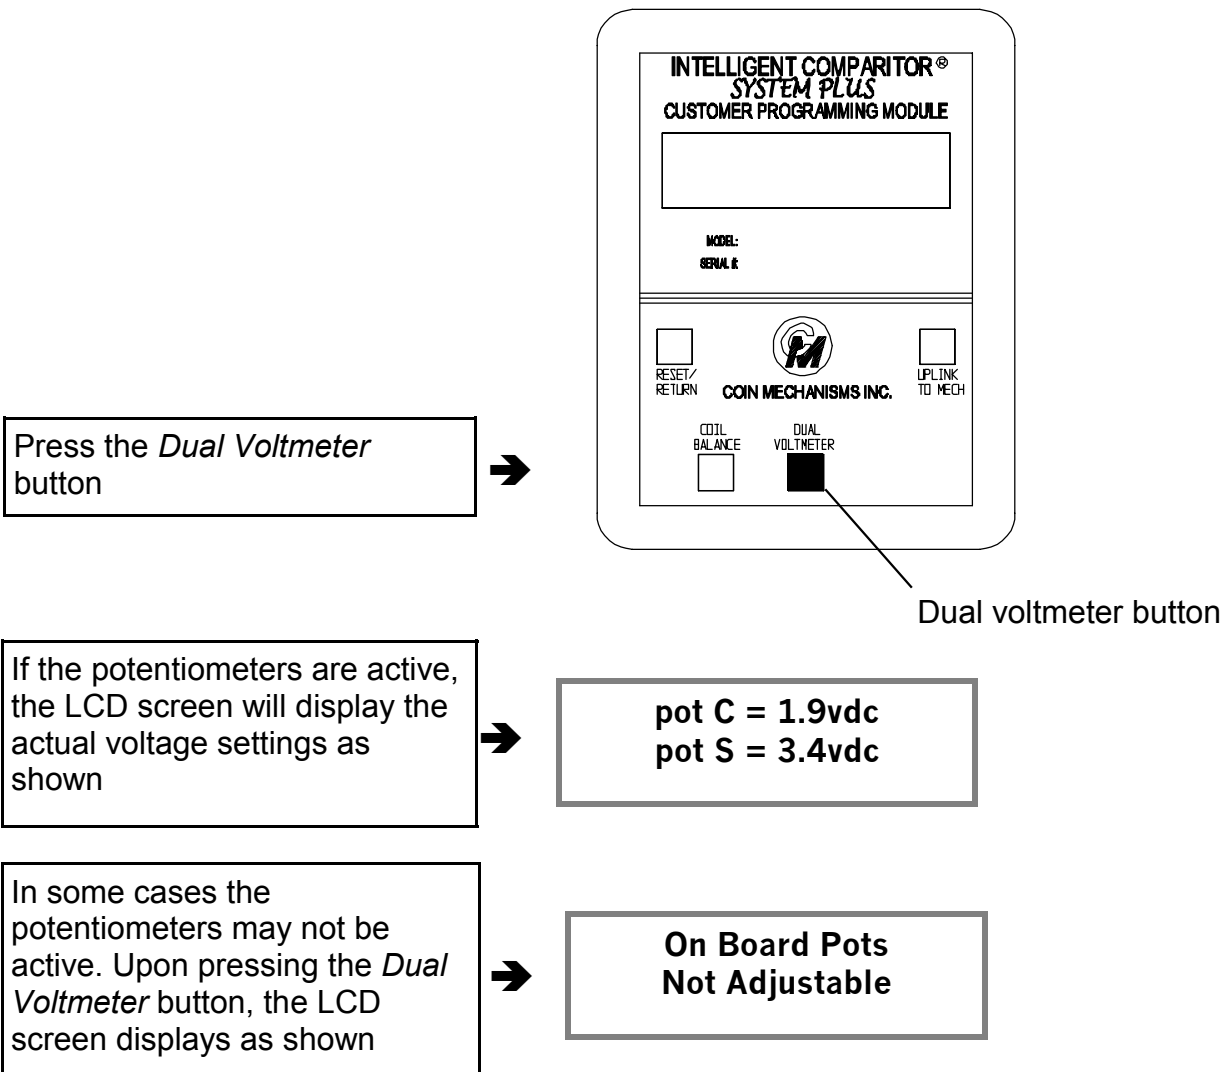 INTELLIGENT COMPARITOR®
SYSTEM PLUS
CUSTOMER PROGRAMMING MODULE
MODEL:
SERIAL #:
RESET/
RETURN
CM
COIN MECHANISMS INC.
UPLINK
TO MECH
COIL
BALANCE
DUAL
VOLTMETER
Press the Dual Voltmeter
button
Dual voltmeter button
If the potentiometers are active,
the LCD screen will display the
actual voltage settings as
shown
pot C = 1.9vdc
pot S = 3.4vdc
In some cases the
potentiometers may not be
active. Upon pressing the Dual
Voltmeter button, the LCD
screen displays as shown
On Board Pots
Not Adjustable